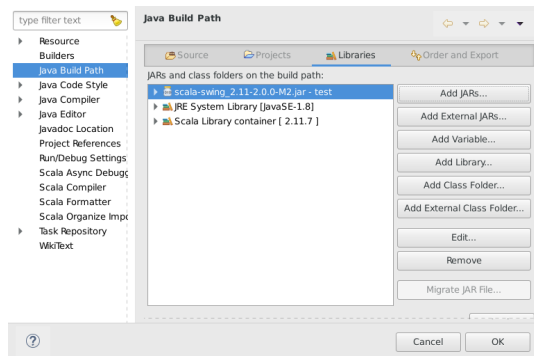 type filter text
Resource
Builders
Java Build Path
Java Code Style
Java Compiler
Java Editor
Javadoc Location
Project References
Run/Debug Settings
Scala Async Debugg
Scala Compiler
Scala Formatter
Scala Organize Impo
Task Repository
WikiText
Java Build Path
Source Projects Libraries Order and Export
JARs and class folders on the build path:
scala-swing_2.11-2.0.0-M2.jar - test
JRE System Library [JavaSE-1.8]
Scala Library container [ 2.11.7 ]
Add JARs...
Add External JARs...
Add Variable...
Add Library...
Add Class Folder...
Add External Class Folder...
Edit...
Remove
Migrate JAR File...
Cancel OK